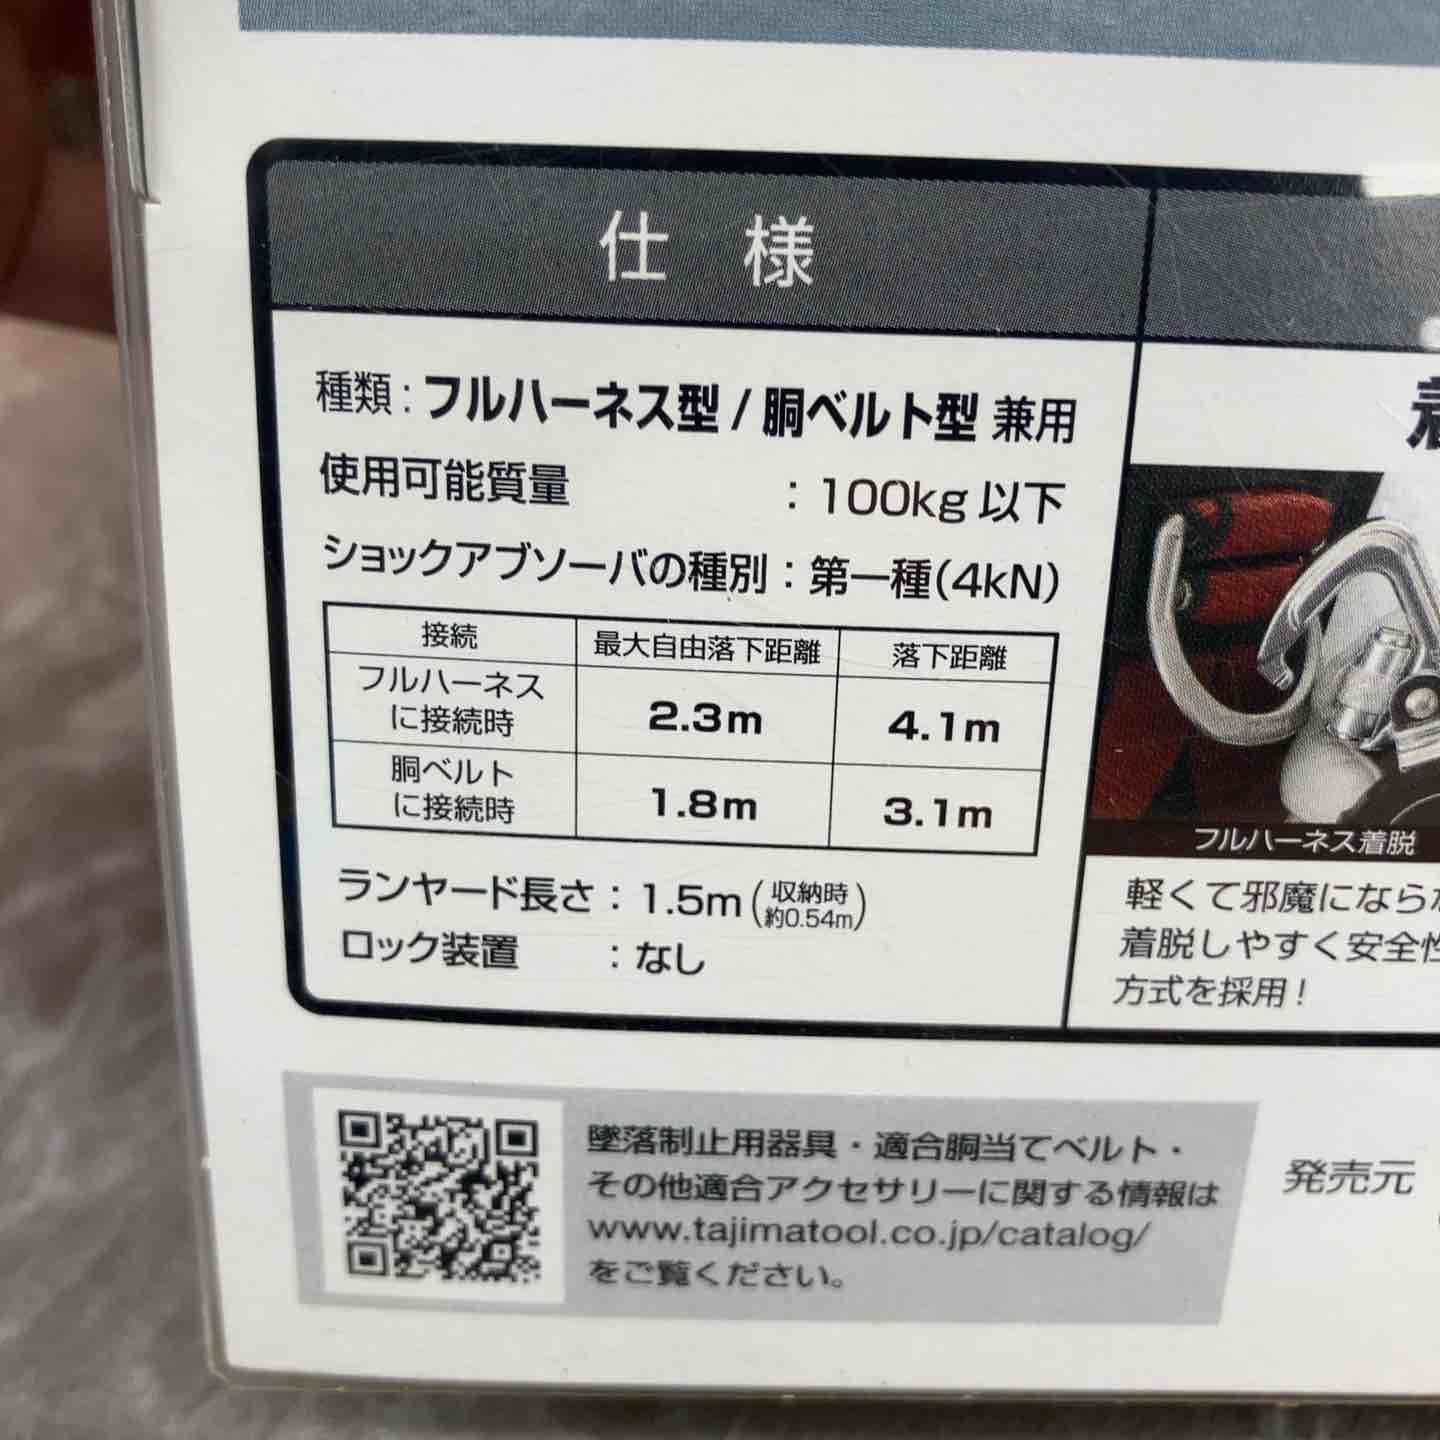 仕 様
種類：フルハーネス型 / 胴ベルト型 兼用
使用可能質量 ：100kg 以下
ショックアブソーバの種別：第一種(4kN)
接続 最大自由落下距離 落下距離
フルハーネス
に接続時 2.3m 4.1m
胴ベルト
に接続時 1.8m 3.1m
ランヤード長さ：1.5m(収納時
約0.54m)
ロック装置 ：なし
フルハーネス着脱
軽くて邪魔になら
着脱しやすく安全
方式を採用！
墜落制止用器具・適合胴当てベルト・
その他適合アクセサリーに関する情報は
www.tajimatool.co.jp/catalog/
をご覧ください。
発売元